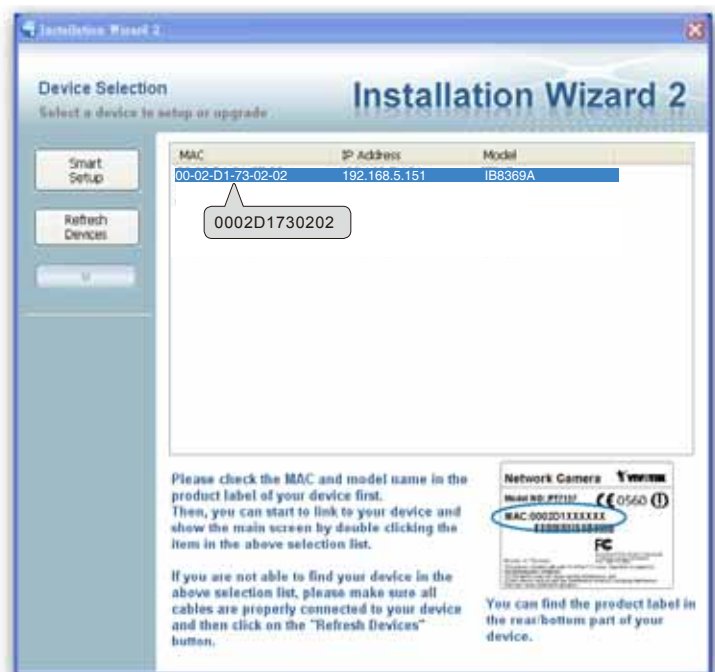 Installation Wizard 2
Device Selection
Select a device to setup or upgrade
Installation Wizard 2
Smart
Setup
Refresh
Devices
MAC IP Address Model
00-02-D1-73-02-02 192.168.5.151 IB8369A
0002D1730202
Please check the MAC and model name in the
product label of your device first.
Then, you can start to link to your device and
show the main screen by double clicking the
item in the above selection list.
If you are not able to find your device in the
above selection list, please make sure all
cables are properly connected to your device
and then click on the "Refresh Devices"
button.
Network Camera VIVOTEK
0560
MAC:0002D1XXXXXX
FC
You can find the product label in
the rear/bottom part of your
device.